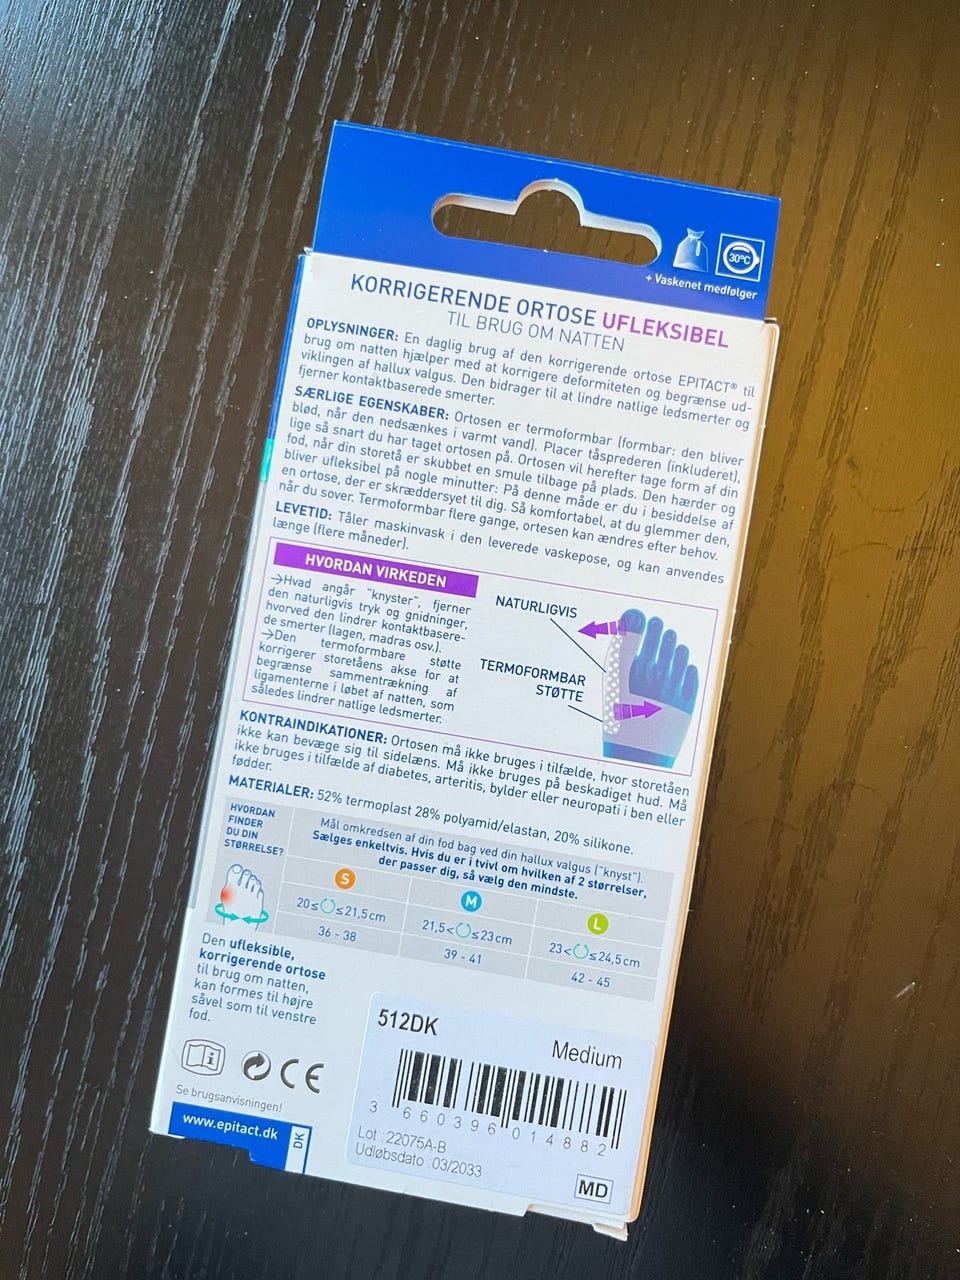 30°C
+ Vaskenet medfølger
KORRIGERENDE ORTOSE UFLEKSIBEL
TIL BRUG OM NATTEN
OPLYSNINGER: En daglig brug af den korrigerende ortose EPITACT® til
brug om natten hjælper med at korrigere deformiteten og begrænse ud-
viklingen af hallux valgus. Den bidrager til at lindre natlige ledsmerter og
fjerner kontaktbaserede smerter.
SÆRLIGE EGENSKABER: Ortosen er termoformbar (formbar: den bliver
blød, når den nedsænkes i varmt vand). Placer tåsprederen (inkluderet),
lige så snart du har taget ortosen på. Ortosen vil herefter tage form af din
fod, når din storetå er skubbet en smule tilbage på plads. Den hærder og
bliver ufleksibel på nogle minutter: På denne måde er du i besiddelse af
en ortose, der er skræddersyet til dig. Så komfortabel, at du glemmer den,
når du sover. Termoformbar flere gange, ortesen kan ændres efter behov.
LEVETID: Tåler maskinvask i den leverede vaskepose, og kan anvendes
længe (flere måneder).
HVORDAN VIRKEDEN
→Hvad angår "knyster", fjerner
den naturligvis tryk og gnidninger,
hvorved den lindrer kontaktbasere-
de smerter (lagen, madras osv.).
→Den termoformbare støtte
korrigerer storetåens akse for at
begrænse sammentrækning af
ligamenterne i løbet af natten, som
således lindrer natlige ledsmerter.
NATURLIGVIS
TERMOFORMBAR
STØTTE
KONTRAINDIKATIONER: Ortosen må ikke bruges i tilfælde, hvor storetåen
ikke kan bevæge sig til sidelæns. Må ikke bruges på beskadiget hud. Må
ikke bruges i tilfælde af diabetes, arteritis, bylder eller neuropati i ben eller
fødder.
MATERIALER: 52% termoplast 28% polyamid/elastan, 20% silikone.
HVORDAN
FINDER
DU DIN
STØRRELSE?
Mål omkredsen af din fod bag ved din hallux valgus ("knyst").
Sælges enkeltvis. Hvis du er i tvivl om hvilken af 2 størrelser,
der passer dig, så vælg den mindste.
S M L
20≤ ≤21,5cm 21,5< ≤23cm 23< ≤24,5cm
36 - 38 39 - 41 42 - 45
Den ufleksible,
korrigerende ortose
til brug om natten,
kan formes til højre
såvel som til venstre
fod.
Se brugsanvisningen!
www.epitact.dk
DK
CE
512DK
Medium
3 660396 014882
Lot : 22075A-B
Udløbsdato : 03/2033
MD